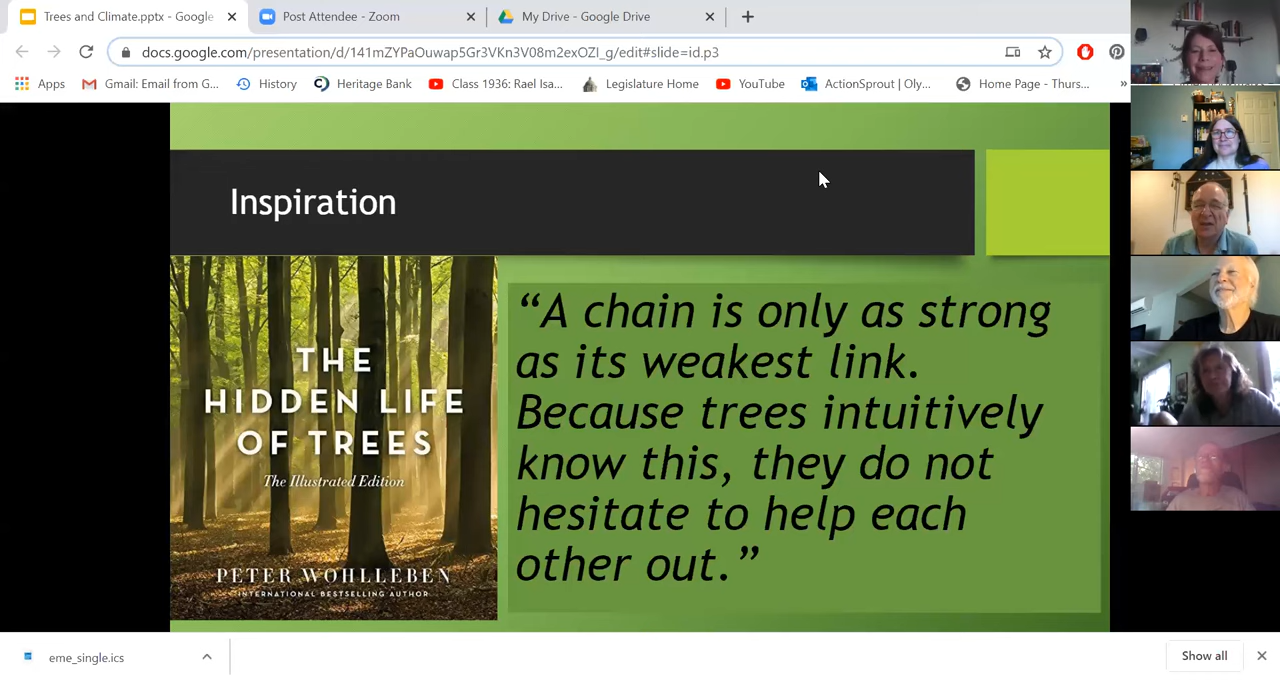 Trees and Climate.pptx - Google
Post Attendee - Zoom
My Drive - Google Drive
docs.google.com/presentation/d/141mZYPaOuwap5Gr3VKn3V08m2exOZI_g/edit#slide=id.p3
Apps
Gmail: Email from G...
History
Heritage Bank
Class 1936 Rael Isa...
Legislature Home
YouTube
ActionSprout | Oly...
Home Page - Thurs...
»
Inspiration
THE
HIDDEN LIFE
OF TREES
The Illustrated Edition
PETER WOHLLEBEN
INTERNATIONAL BESTSELLING AUTHOR
“A chain is only as strong
as its weakest link.
Because trees intuitively
know this, they do not
hesitate to help each
other out.”
eme_single.ics
Show all